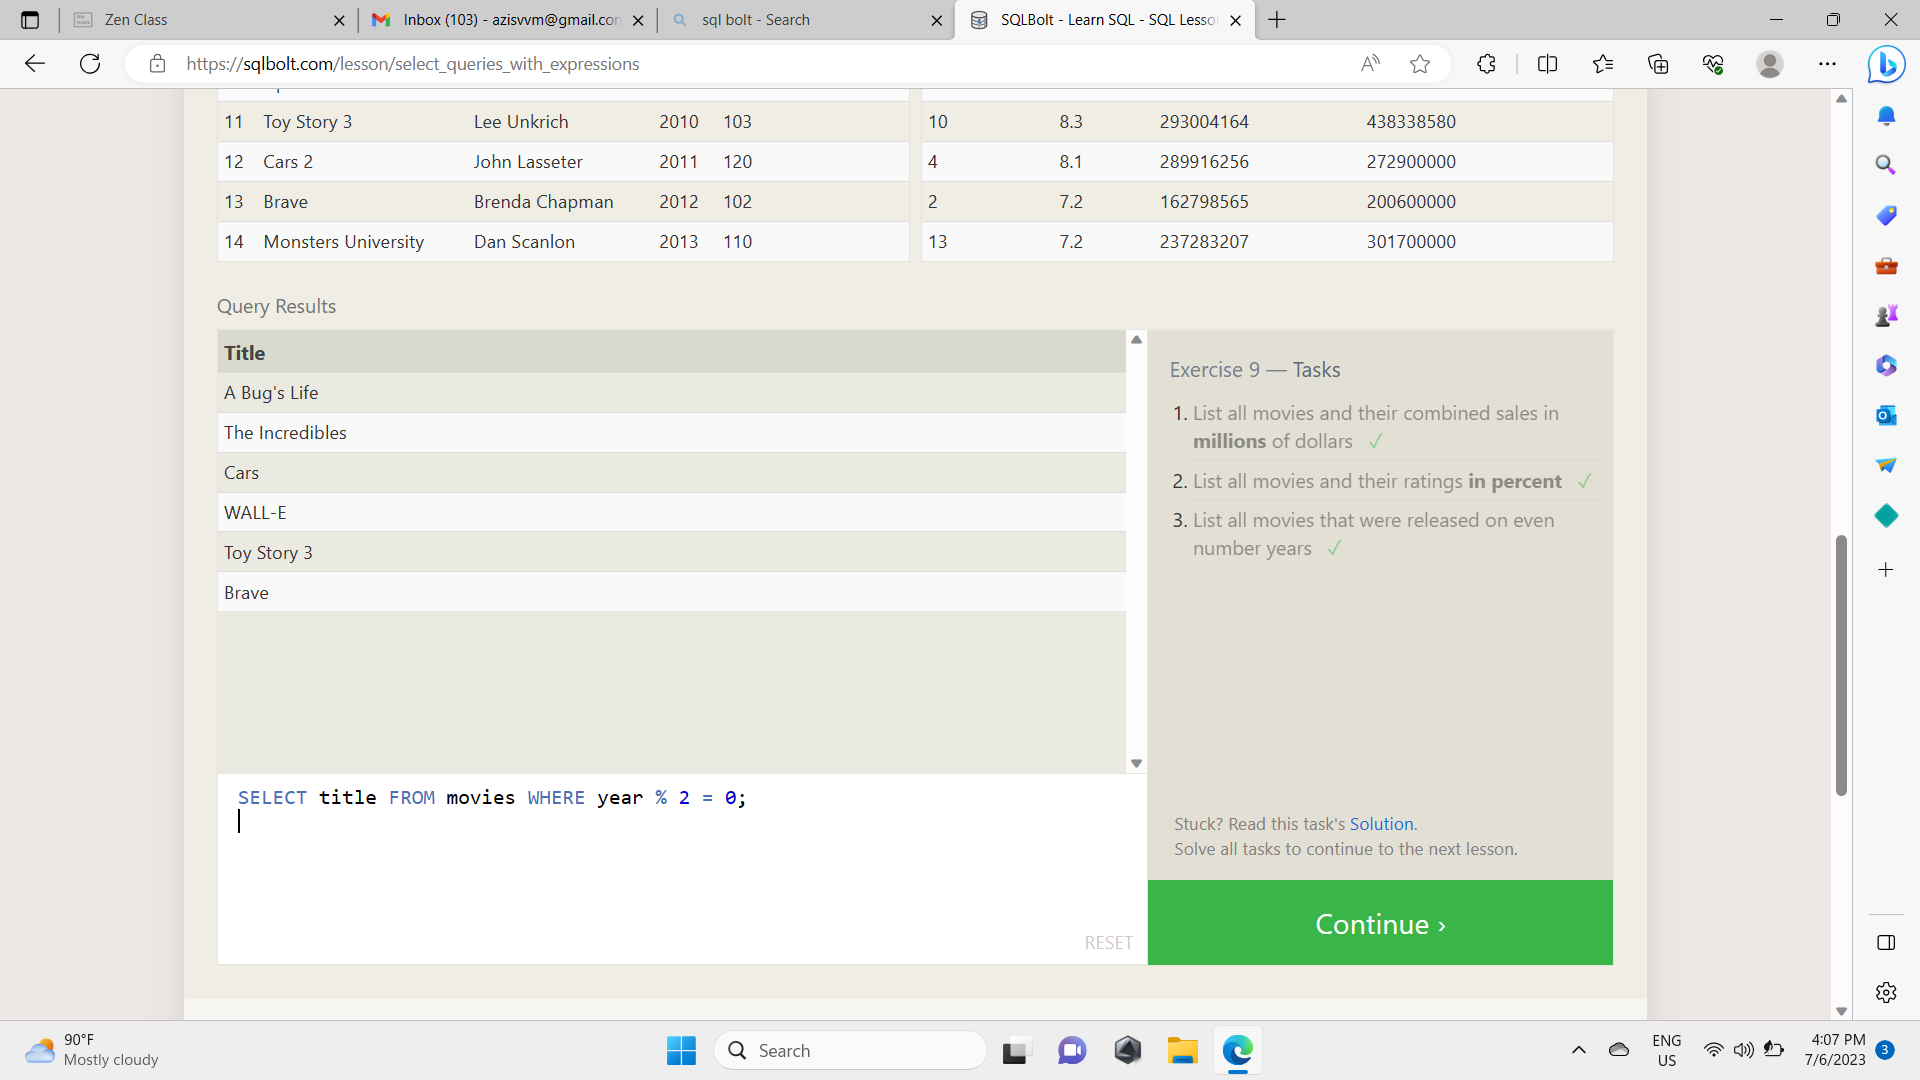 Zen Class
Inbox (103) - azisvvm@gmail.con
sql bolt - Search
SQLBolt - Learn SQL - SQL Lesso
https://sqlbolt.com/lesson/select_queries_with_expressions
11 Toy Story 3 Lee Unkrich 2010 103
10 8.3 293004164 438338580
12 Cars 2 John Lasseter 2011 120
4 8.1 289916256 272900000
13 Brave Brenda Chapman 2012 102
2 7.2 162798565 200600000
14 Monsters University Dan Scanlon 2013 110
13 7.2 237283207 301700000
Query Results
Title
A Bug's Life
The Incredibles
Cars
WALL-E
Toy Story 3
Brave
SELECT title FROM movies WHERE year % 2 = 0;
RESET
Exercise 9 — Tasks
1. List all movies and their combined sales in
millions of dollars ✓
2. List all movies and their ratings in percent ✓
3. List all movies that were released on even
number years ✓
Stuck? Read this task's Solution.
Solve all tasks to continue to the next lesson.
Continue ›
90°F
Mostly cloudy
Search
ENG
US
4:07 PM
7/6/2023
3